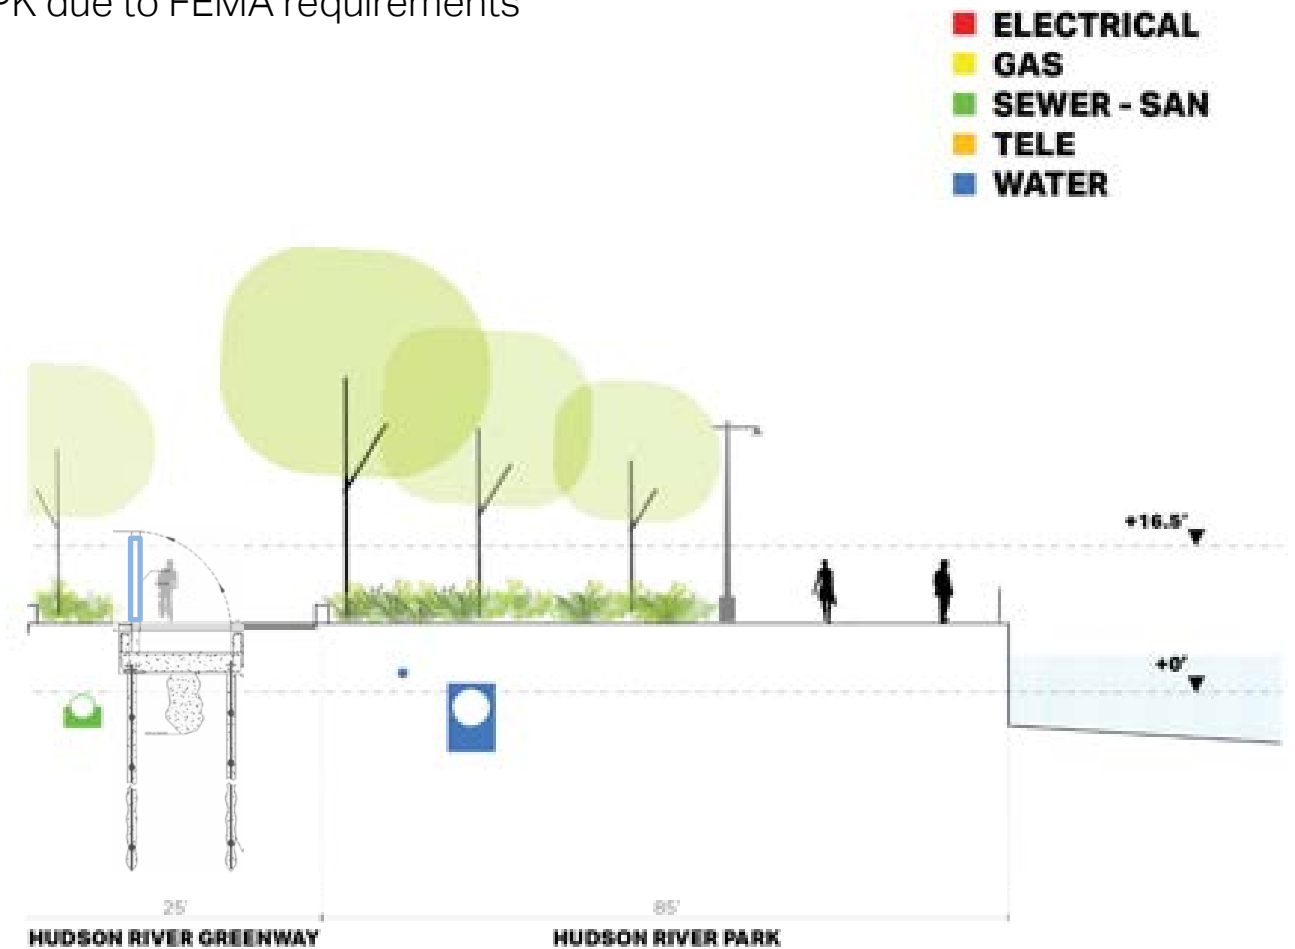 PK due to FEMA requirements
ELECTRICAL
GAS
SEWER - SAN
TELE
WATER
+16.5'
+0'
25'
85'
HUDSON RIVER GREENWAY
HUDSON RIVER PARK